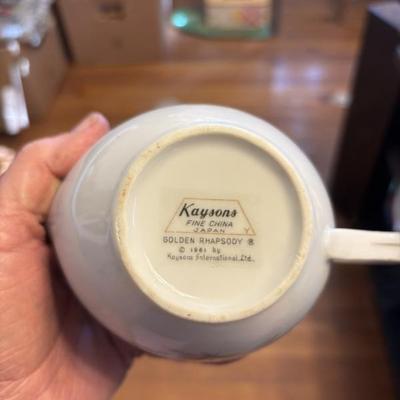 Kaysons
FINE CHINA
JAPAN Y
GOLDEN RHAPSODY ®
© 1961 by
Kaysons International, Ltd.